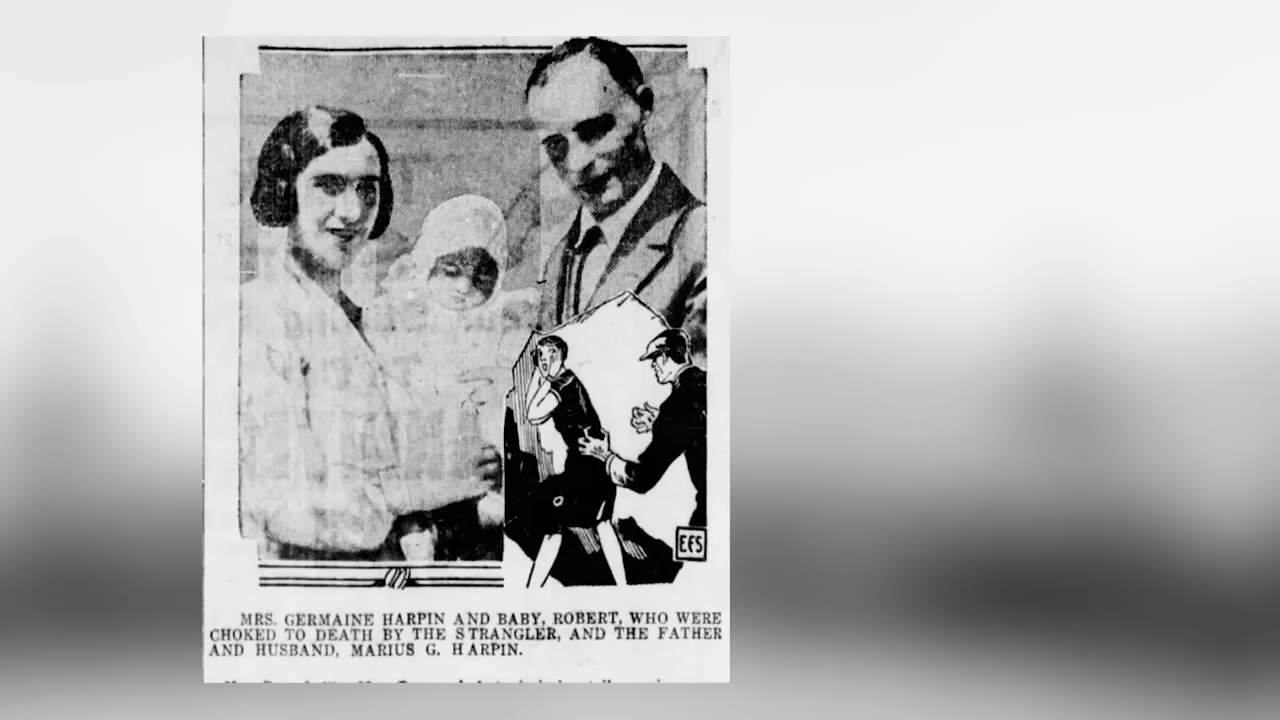 EFS
MRS. GERMAINE HARPIN AND BABY, ROBERT, WHO WERE
CHOKED TO DEATH BY THE STRANGLER, AND THE FATHER
AND HUSBAND, MARIUS G. HARPIN.